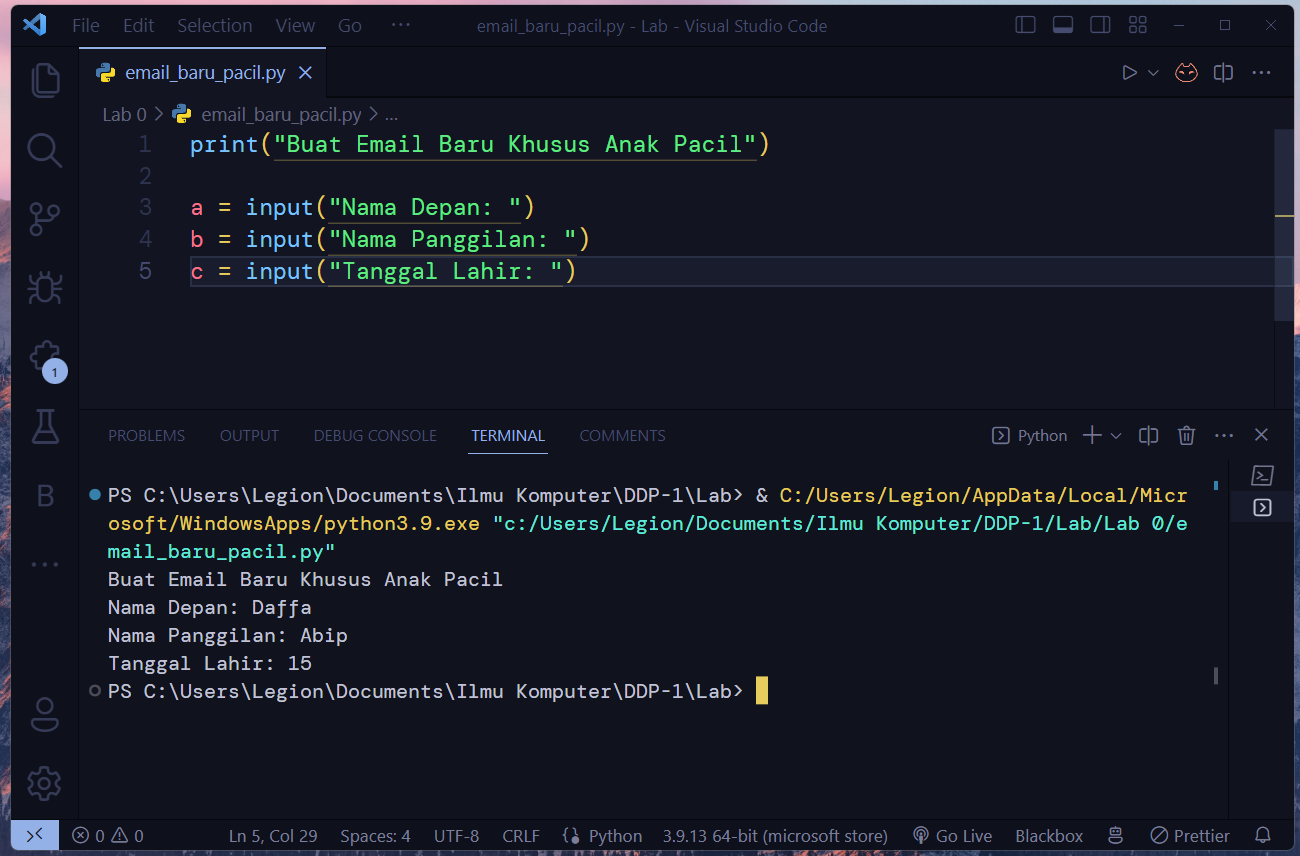 File Edit Selection View Go ··· email_baru_pacil.py - Lab - Visual Studio Code
email_baru_pacil.py
Lab 0 > email_baru_pacil.py > ...
1 print("Buat Email Baru Khusus Anak Pacil")
2
3 a = input("Nama Depan: ")
4 b = input("Nama Panggilan: ")
5 c = input("Tanggal Lahir: ")
1
B
PROBLEMS OUTPUT DEBUG CONSOLE TERMINAL COMMENTS Python
PS C:\Users\Legion\Documents\Ilmu Komputer\DDP-1\Lab> & C:/Users/Legion/AppData/Local/Micr
osoft/WindowsApps/python3.9.exe "c:/Users/Legion/Documents/Ilmu Komputer/DDP-1/Lab/Lab 0/e
mail_baru_pacil.py"
Buat Email Baru Khusus Anak Pacil
Nama Depan: Daffa
Nama Panggilan: Abip
Tanggal Lahir: 15
PS C:\Users\Legion\Documents\Ilmu Komputer\DDP-1\Lab>
0 0 Ln 5, Col 29 Spaces: 4 UTF-8 CRLF Python 3.9.13 64-bit (microsoft store) Go Live Blackbox Prettier